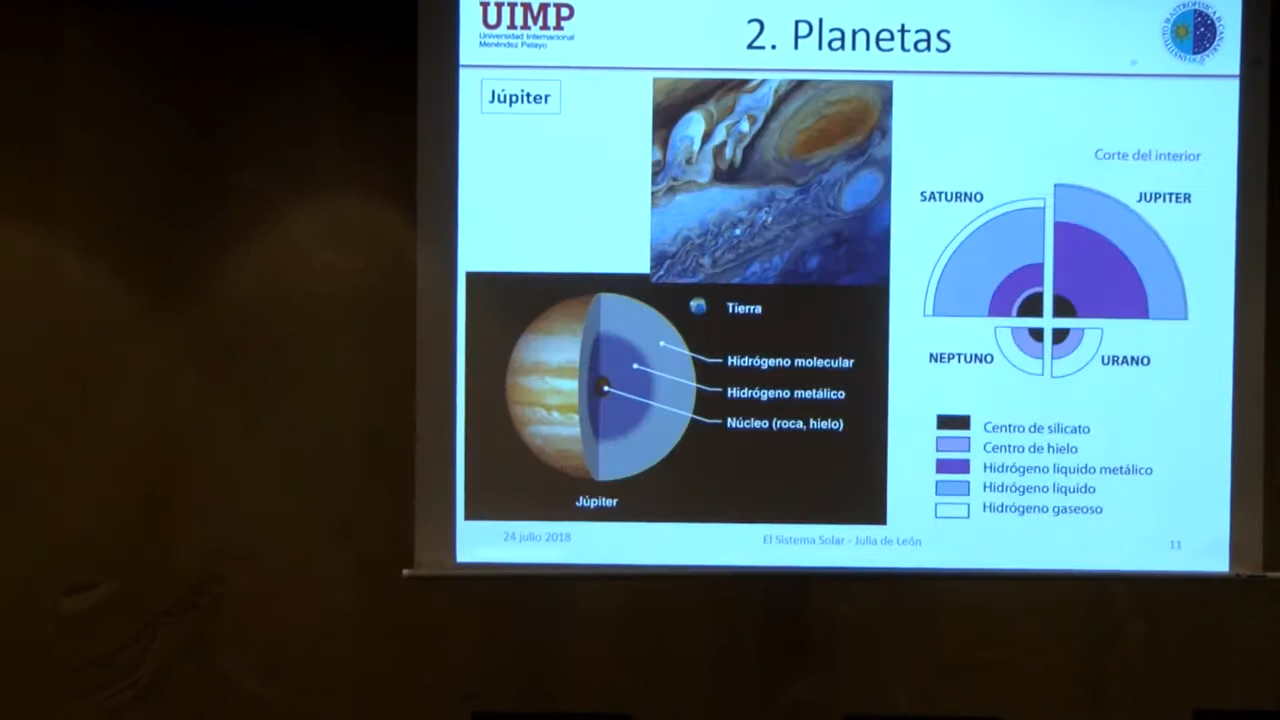 UIMP
Universidad Internacional
Menéndez Pelayo
2. Planetas
Júpiter
Corte del interior
SATURNO
JUPITER
NEPTUNO
URANO
Tierra
Hidrógeno molecular
Hidrógeno metálico
Núcleo (roca, hielo)
Júpiter
Centro de silicato
Centro de hielo
Hidrógeno liquido metálico
Hidrógeno líquido
Hidrógeno gaseoso
24 julio 2018
El Sistema Solar - Julia de León
11